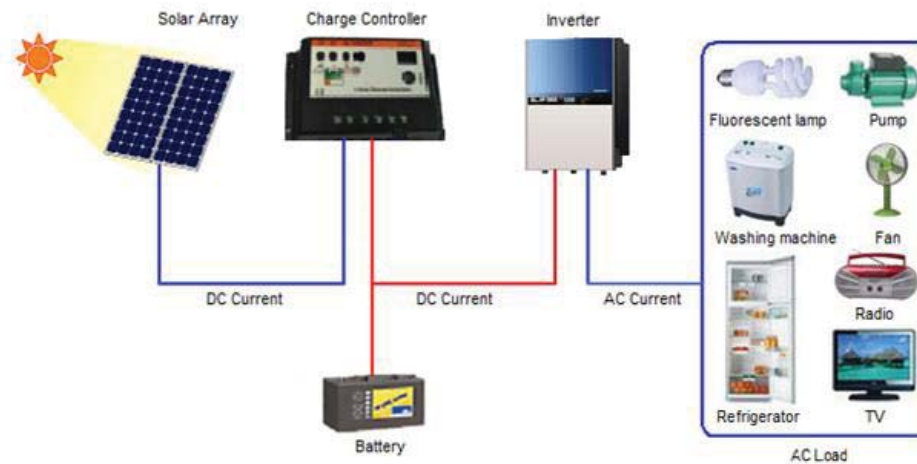 Solar Array
Charge Controller
Inverter
Fluorescent lamp
Pump
Washing machine
Fan
DC Current
DC Current
AC Current
Radio
Refrigerator
TV
Battery
AC Load